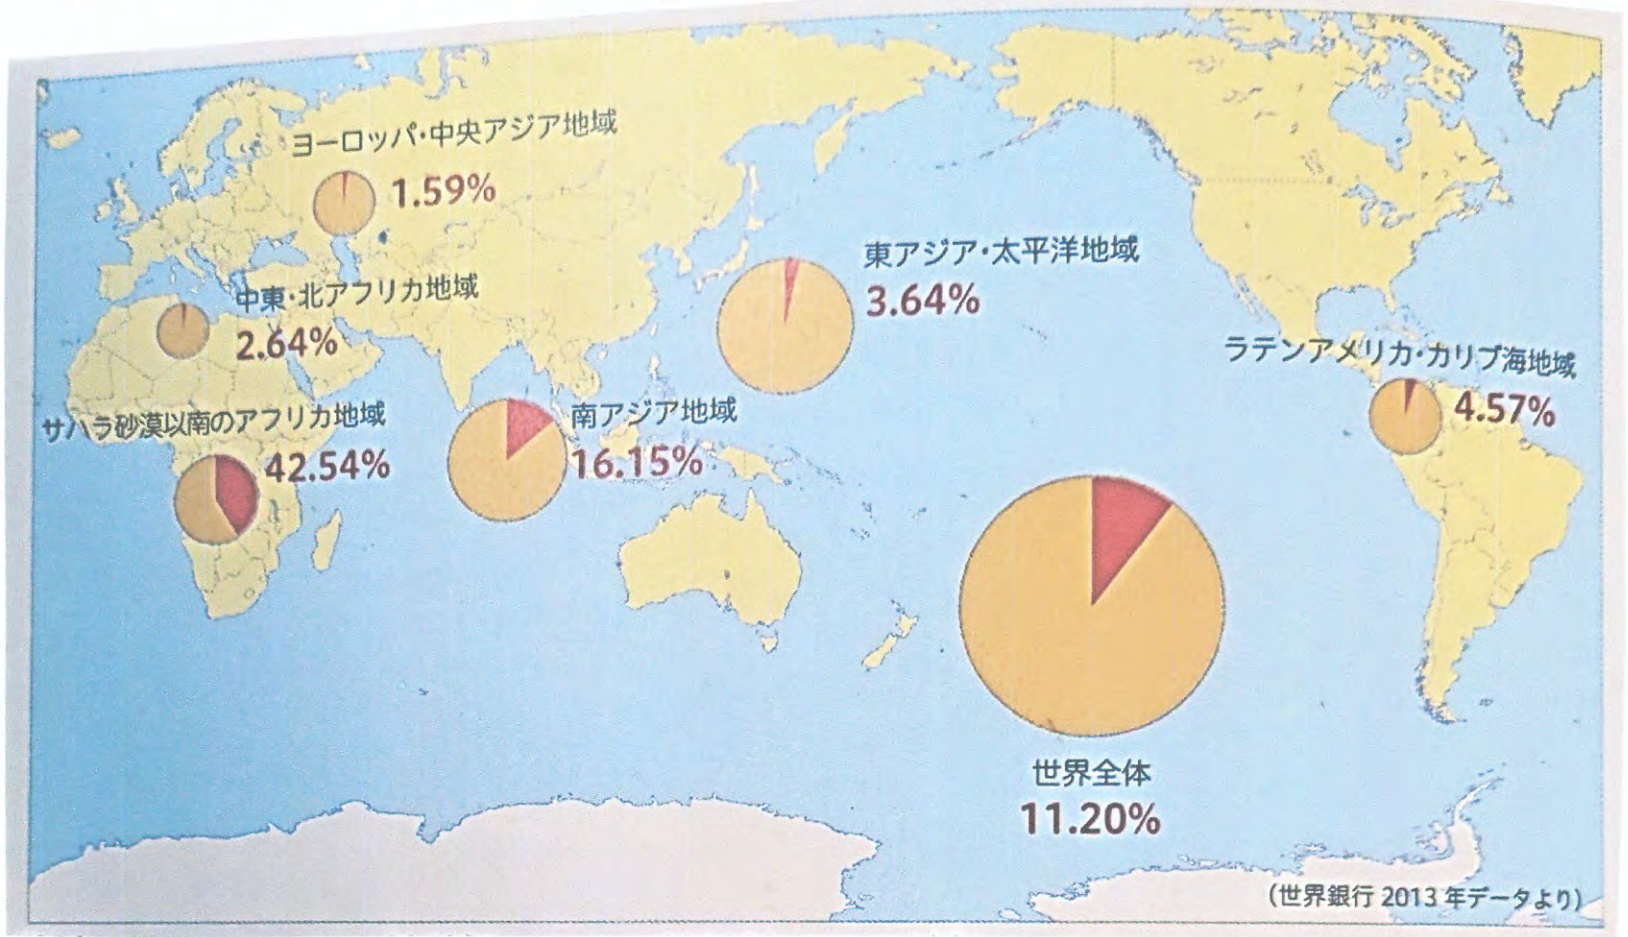 ヨーロッパ・中央アジア地域
1.59%
中東・北アフリカ地域
2.64%
東アジア・太平洋地域
3.64%
ラテンアメリカ・カリブ海地域
4.57%
サハラ砂漠以南のアフリカ地域
42.54%
南アジア地域
16.15%
世界全体
11.20%
(世界銀行 2013年データより)